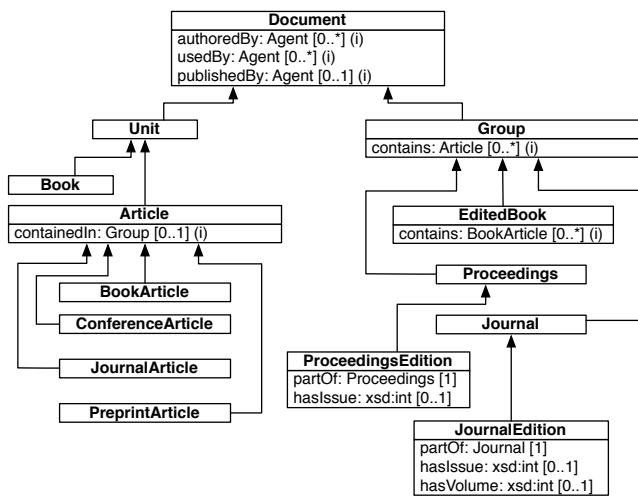 Document
authoredBy: Agent [0..*] (i)
usedBy: Agent [0..*] (i)
publishedBy: Agent [0..1] (i)
Unit
Group
contains: Article [0..*] (i)
Book
Article
containedIn: Group [0..1] (i)
EditedBook
contains: BookArticle [0..*] (i)
BookArticle
Proceedings
ConferenceArticle
Journal
JournalArticle
ProceedingsEdition
partOf: Proceedings [1]
hasIssue: xsd:int [0..1]
PreprintArticle
JournalEdition
partOf: Journal [1]
hasIssue: xsd:int [0..1]
hasVolume: xsd:int [0..1]